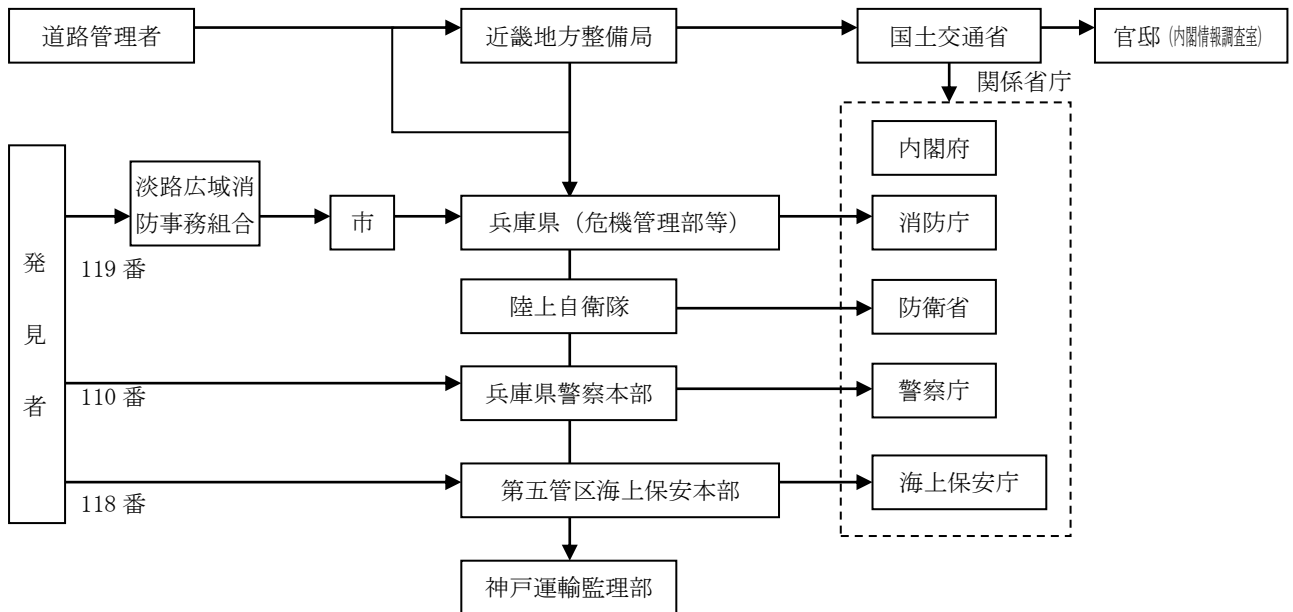 道路管理者
近畿地方整備局
国土交通省
官邸（内閣情報調査室）
関係省庁
内閣府
発見者
淡路広域消
防事務組合
市
兵庫県（危機管理部等）
消防庁
119 番
陸上自衛隊
防衛省
110 番
兵庫県警察本部
警察庁
118 番
第五管区海上保安本部
海上保安庁
神戸運輸監理部